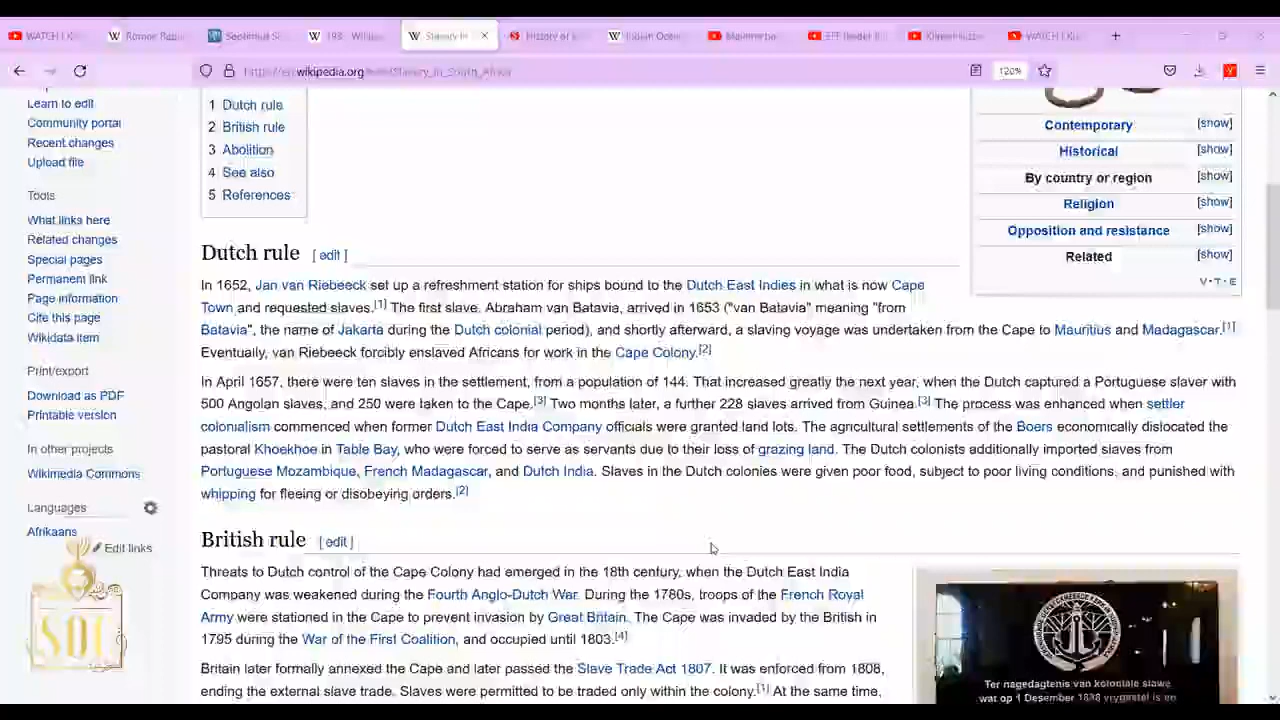 WATCH
Slavery in
History of
EFF leader
WATCH
https://en.wikipedia.org/wiki/Slavery_in_South_Africa
120%
Learn to edit
Community portal
Recent changes
Upload file
Tools
What links here
Related changes
Special pages
Permanent link
Page information
Cite this page
Wikidata item
Print/export
Download as PDF
Printable version
In other projects
Wikimedia Commons
Languages
Afrikaans
Edit links
SOL
1 Dutch rule
2 British rule
3 Abolition
4 See also
5 References
Contemporary [show]
Historical [show]
By country or region [show]
Religion [show]
Opposition and resistance [show]
Related [show]
V·T·E
Dutch rule [ edit ]
In 1652, Jan van Riebeeck set up a refreshment station for ships bound to the Dutch East Indies in what is now Cape
Town and requested slaves.[1] The first slave, Abraham van Batavia, arrived in 1653 ("van Batavia" meaning "from
Batavia", the name of Jakarta during the Dutch colonial period), and shortly afterward, a slaving voyage was undertaken from the Cape to Mauritius and Madagascar.[1]
Eventually, van Riebeeck forcibly enslaved Africans for work in the Cape Colony.[2]
In April 1657, there were ten slaves in the settlement, from a population of 144. That increased greatly the next year, when the Dutch captured a Portuguese slaver with
500 Angolan slaves, and 250 were taken to the Cape.[3] Two months later, a further 228 slaves arrived from Guinea.[3] The process was enhanced when settler
colonialism commenced when former Dutch East India Company officials were granted land lots. The agricultural settlements of the Boers economically dislocated the
pastoral Khoekhoe in Table Bay, who were forced to serve as servants due to their loss of grazing land. The Dutch colonists additionally imported slaves from
Portuguese Mozambique, French Madagascar, and Dutch India. Slaves in the Dutch colonies were given poor food, subject to poor living conditions, and punished with
whipping for fleeing or disobeying orders.[2]
British rule [ edit ]
Threats to Dutch control of the Cape Colony had emerged in the 18th century, when the Dutch East India
Company was weakened during the Fourth Anglo-Dutch War. During the 1780s, troops of the French Royal
Army were stationed in the Cape to prevent invasion by Great Britain. The Cape was invaded by the British in
1795 during the War of the First Coalition, and occupied until 1803.[4]
Britain later formally annexed the Cape and later passed the Slave Trade Act 1807. It was enforced from 1808,
ending the external slave trade. Slaves were permitted to be traded only within the colony.[1] At the same time,
Ter nagedagtenis van koloniale slawe
wat op 1 Desember 1838 vrygestel is en